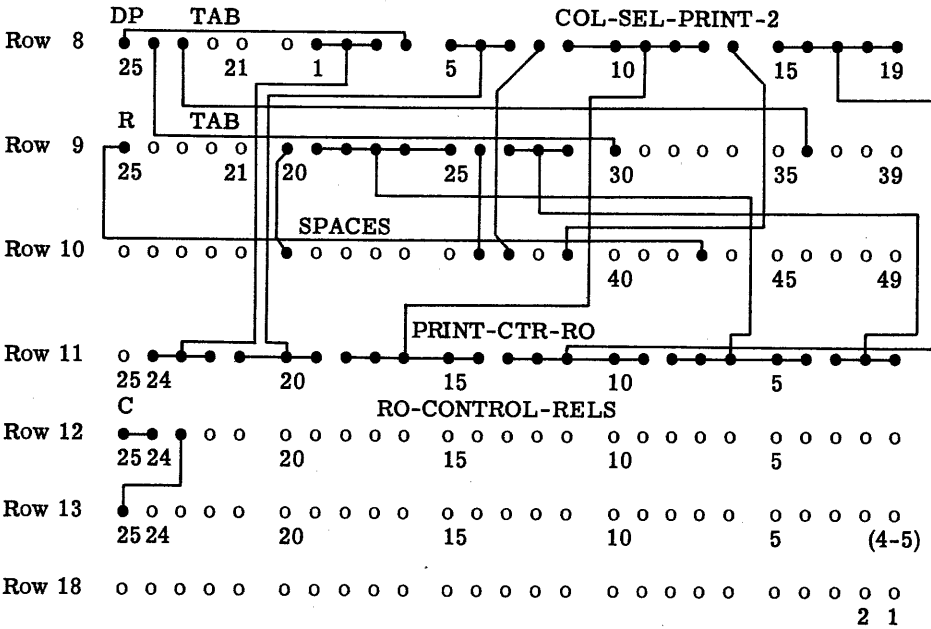 DP TAB COL-SEL-PRINT-2
Row 8
25 21 1 5 10 15 19
R TAB
Row 9
25 21 20 25 30 35 39
SPACES
Row 10
40 45 49
PRINT-CTR-RO
Row 11
25 24 20 15 10 5
C RO-CONTROL-RELS
Row 12
25 24 20 15 10 5
Row 13
25 24 20 15 10 5 (4-5)
Row 18
2 1